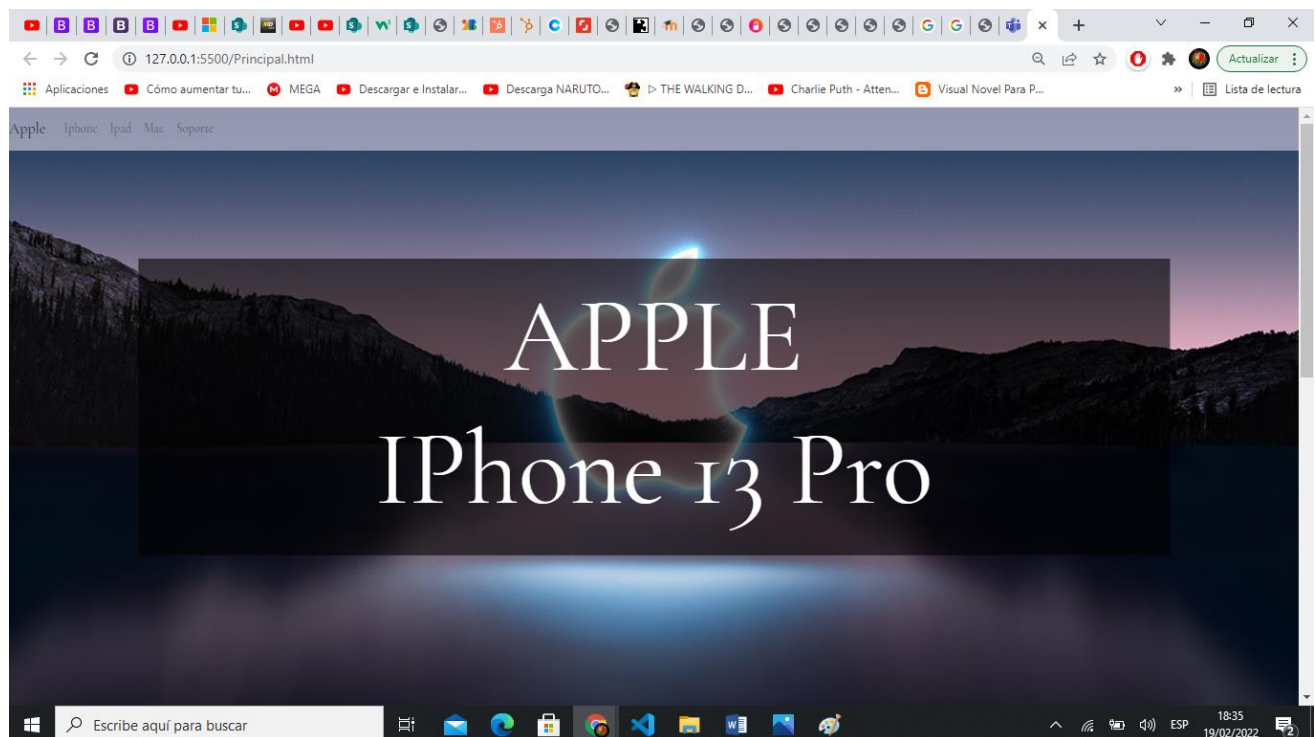 127.0.0.1:5500/Principal.html
Actualizar
Aplicaciones Cómo aumentar tu... MEGA Descargar e Instalar... Descarga NARUTO... ▷ THE WALKING D... Charlie Puth - Atten... Visual Novel Para P... » Lista de lectura
Apple Iphone Ipad Mac Soporte
APPLE
IPhone 13 Pro
Escribe aquí para buscar
ESP
18:35
19/02/2022
2